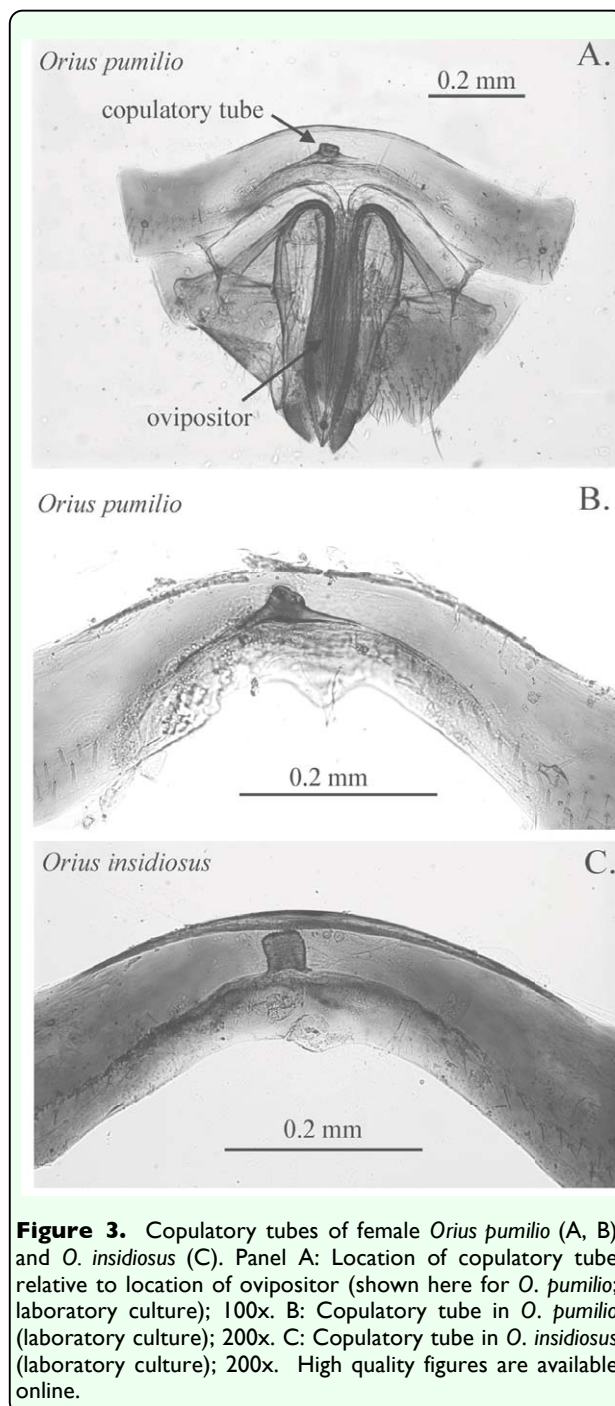 Orius pumilio
A.
0.2 mm
copulatory tube
ovipositor
Orius pumilio
B.
0.2 mm
Orius insidiosus
C.
0.2 mm
Figure 3. Copulatory tubes of female Orius pumilio (A, B)
and O. insidiosus (C). Panel A: Location of copulatory tube
relative to location of ovipositor (shown here for O. pumilio;
laboratory culture); 100x. B: Copulatory tube in O. pumilio
(laboratory culture); 200x. C: Copulatory tube in O. insidiosus
(laboratory culture); 200x. High quality figures are available
online.